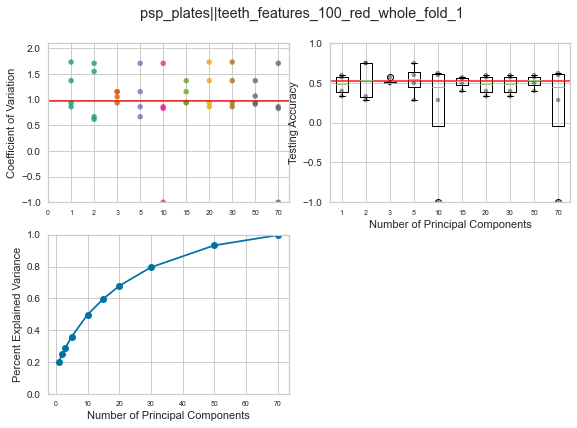 psp_plates||teeth_features_100_red_whole_fold_1
Coefficient of Variation
2.0
1.5
1.0
0.5
0.0
−0.5
−1.0
0 1 2 3 5 10 15 20 30 50 70
Testing Accuracy
1.0
0.5
0.0
−0.5
−1.0
1 2 3 5 10 15 20 30 50 70
Number of Principal Components
Percent Explained Variance
1.0
0.8
0.6
0.4
0.2
0.0
0 10 20 30 40 50 60 70
Number of Principal Components